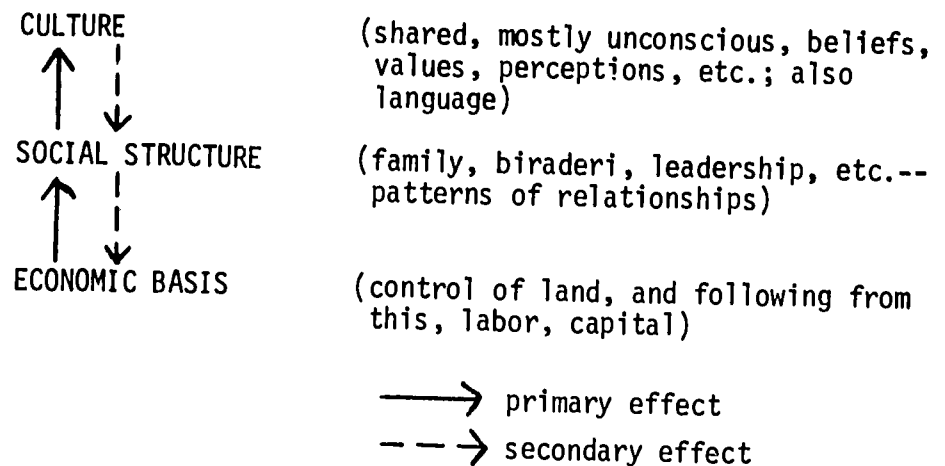 CULTURE
(shared, mostly unconscious, beliefs,
values, perceptions, etc.; also
language)
SOCIAL STRUCTURE
(family, biraderi, leadership, etc.--
patterns of relationships)
ECONOMIC BASIS
(control of land, and following from
this, labor, capital)
primary effect
secondary effect